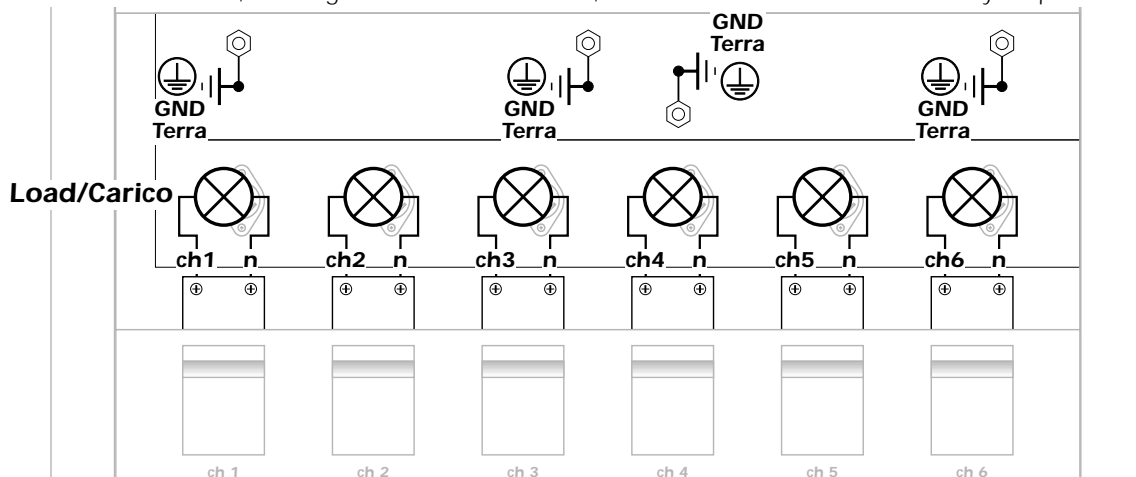 GND
Terra
GND
Terra
GND
Terra
GND
Terra
Load/Carico
ch1 n ch2 n ch3 n ch4 n ch5 n ch6 n
ch 1 ch 2 ch 3 ch 4 ch 5 ch 6